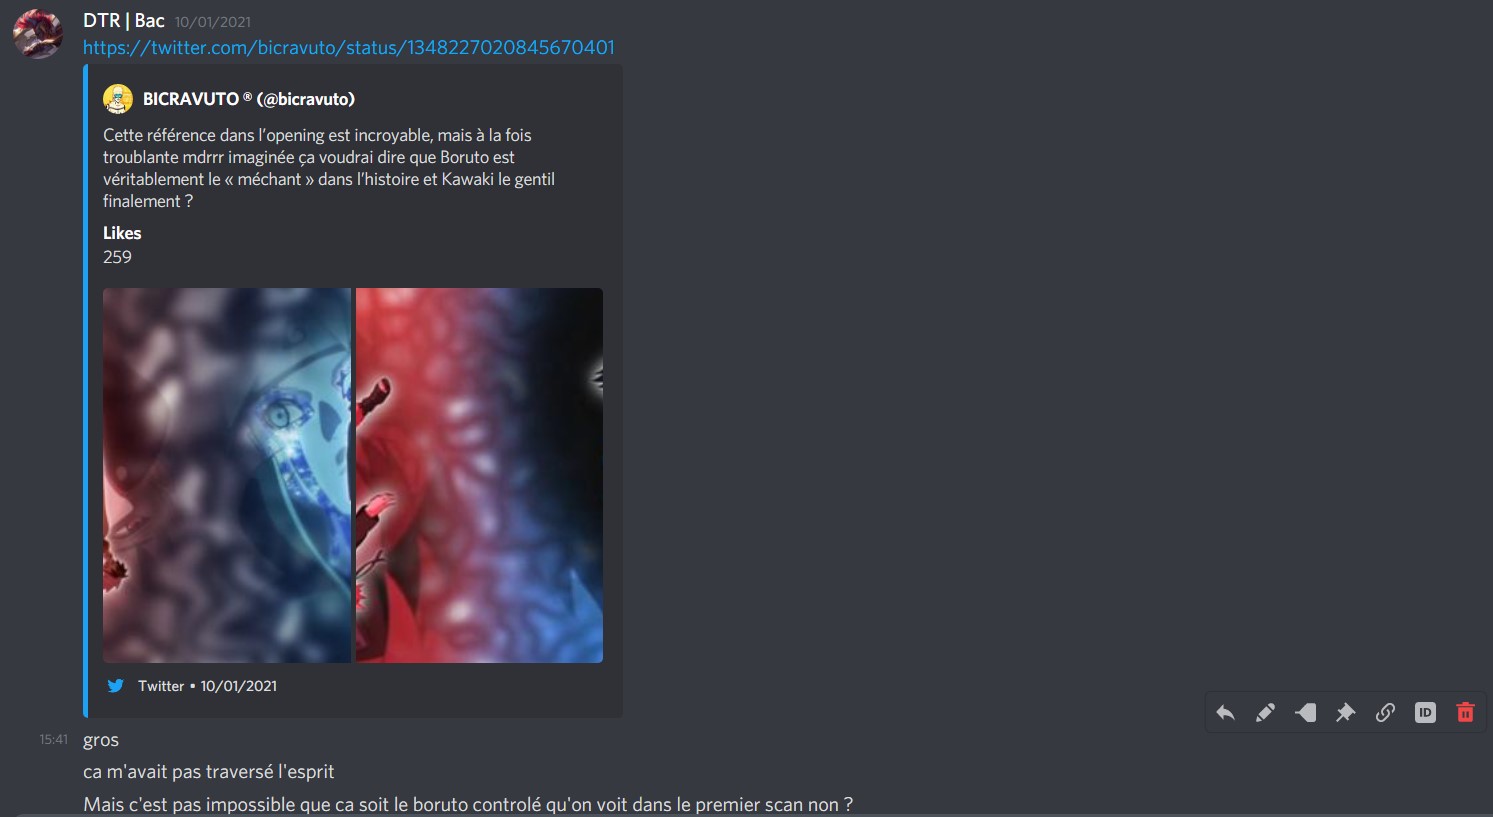 DTR | Bac 10/01/2021
https://twitter.com/bicravuto/status/1348227020845670401
BICRAVUTO ® (@bicravuto)
Cette référence dans l’opening est incroyable, mais à la fois
troublante mdrrr imaginée ça voudrai dire que Boruto est
véritablement le « méchant » dans l’histoire et Kawaki le gentil
finalement ?
Likes
259
Twitter • 10/01/2021
ID
15:41 gros
ca m'avait pas traversé l'esprit
Mais c'est pas impossible que ca soit le boruto controlé qu'on voit dans le premier scan non ?